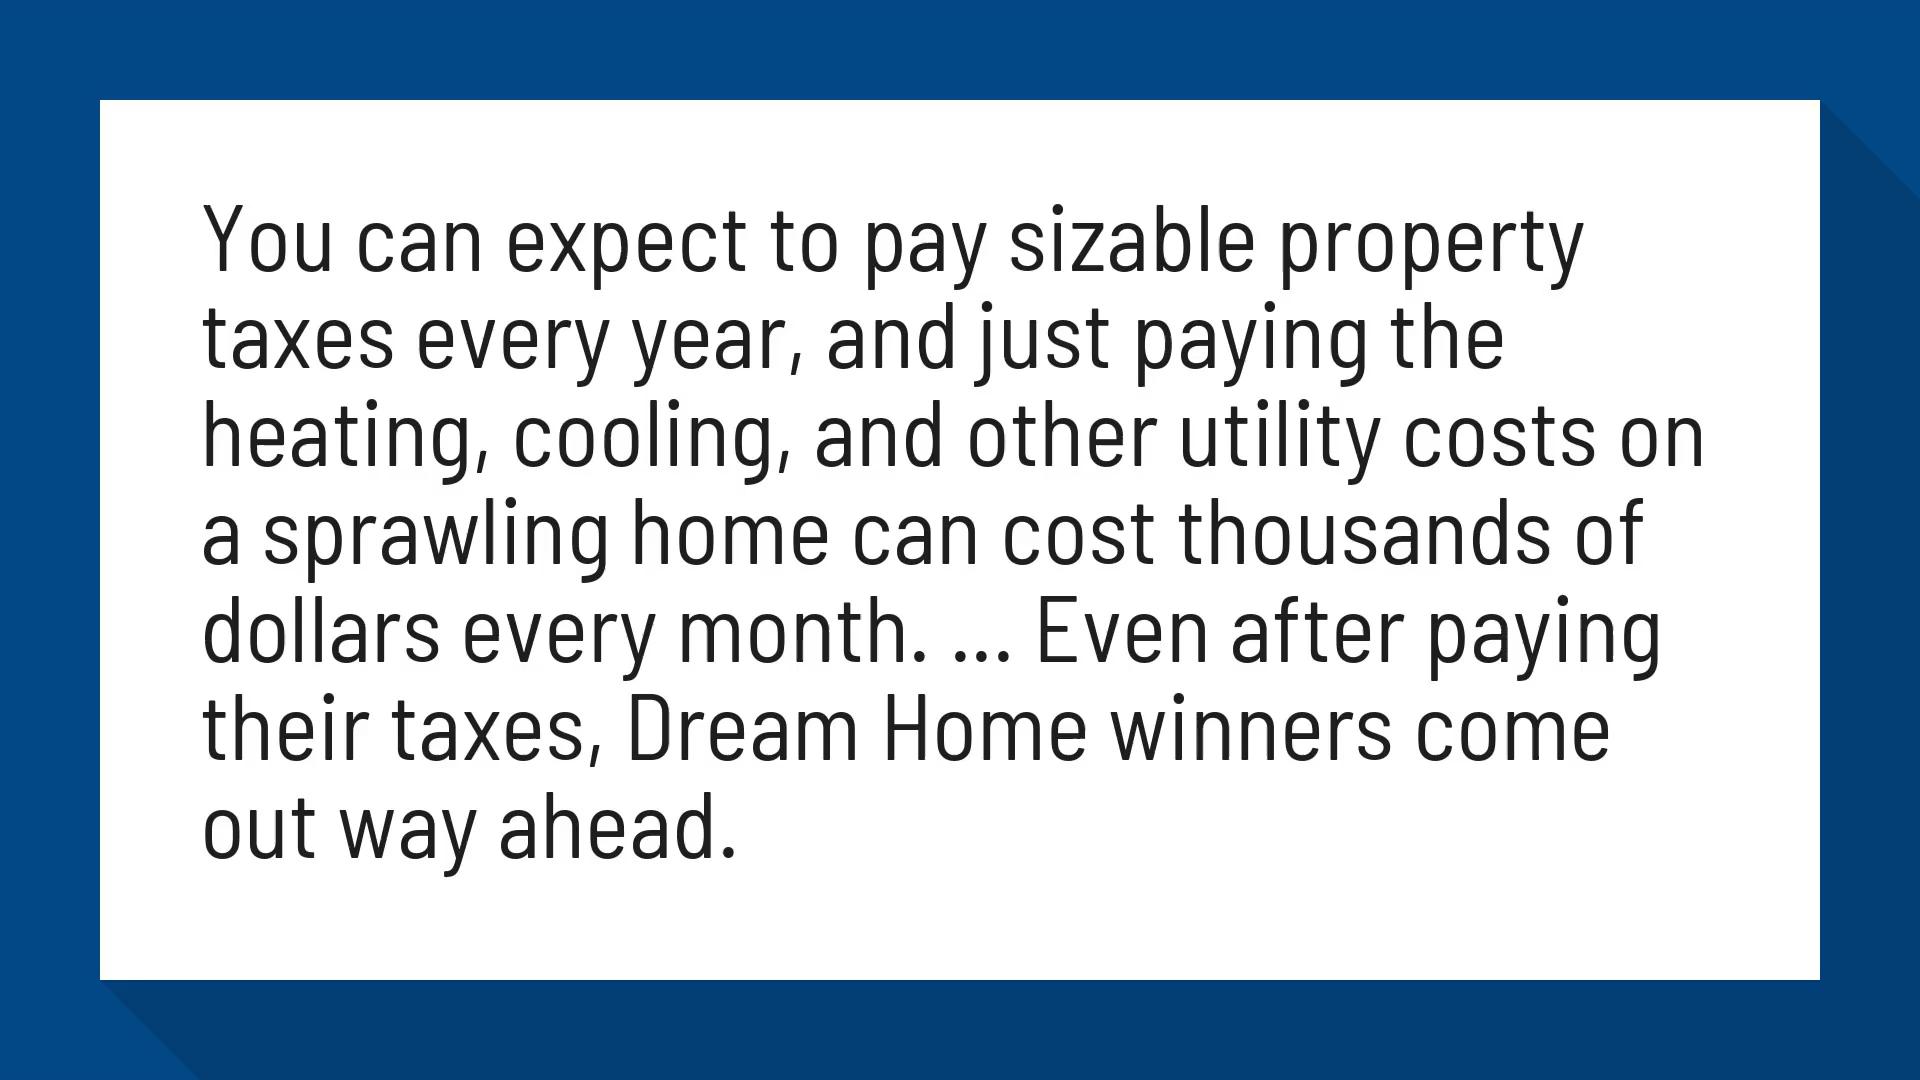 You can expect to pay sizable property
taxes every year, and just paying the
heating, cooling, and other utility costs on
a sprawling home can cost thousands of
dollars every month. ... Even after paying
their taxes, Dream Home winners come
out way ahead.